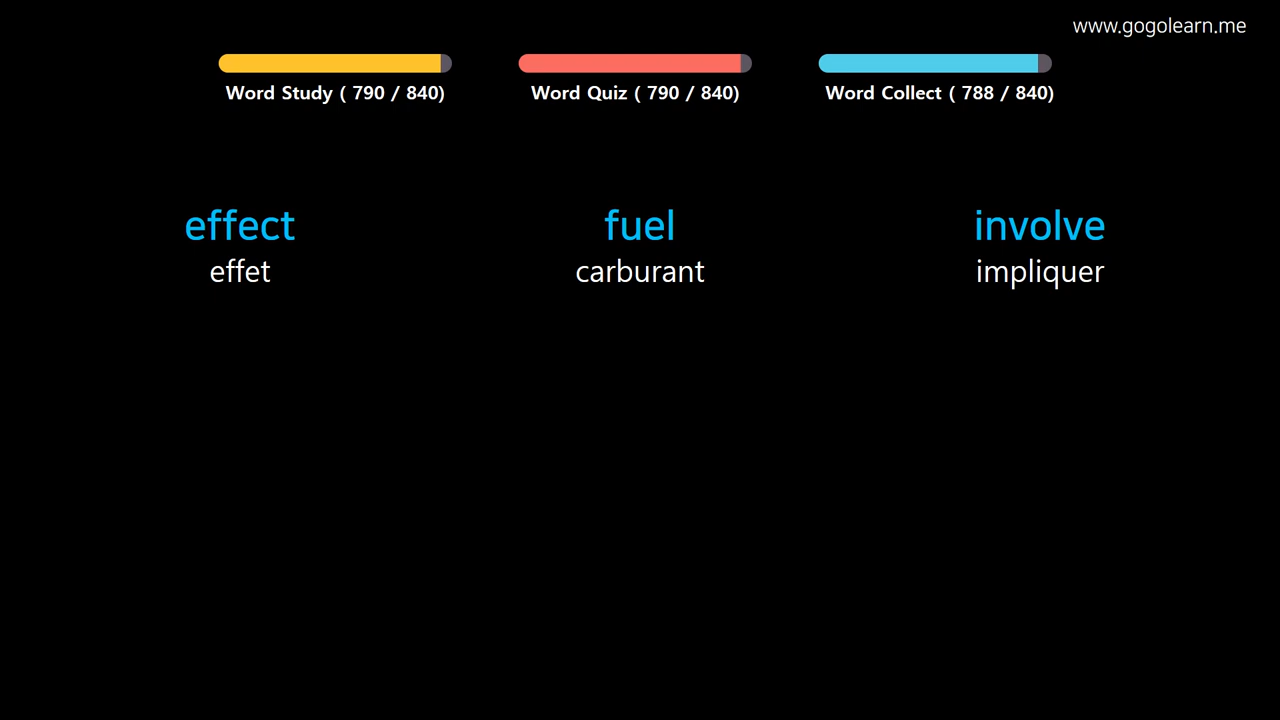 www.gogolearn.me
Word Study ( 790 / 840)
Word Quiz ( 790 / 840)
Word Collect ( 788 / 840)
effect
effet
fuel
carburant
involve
impliquer